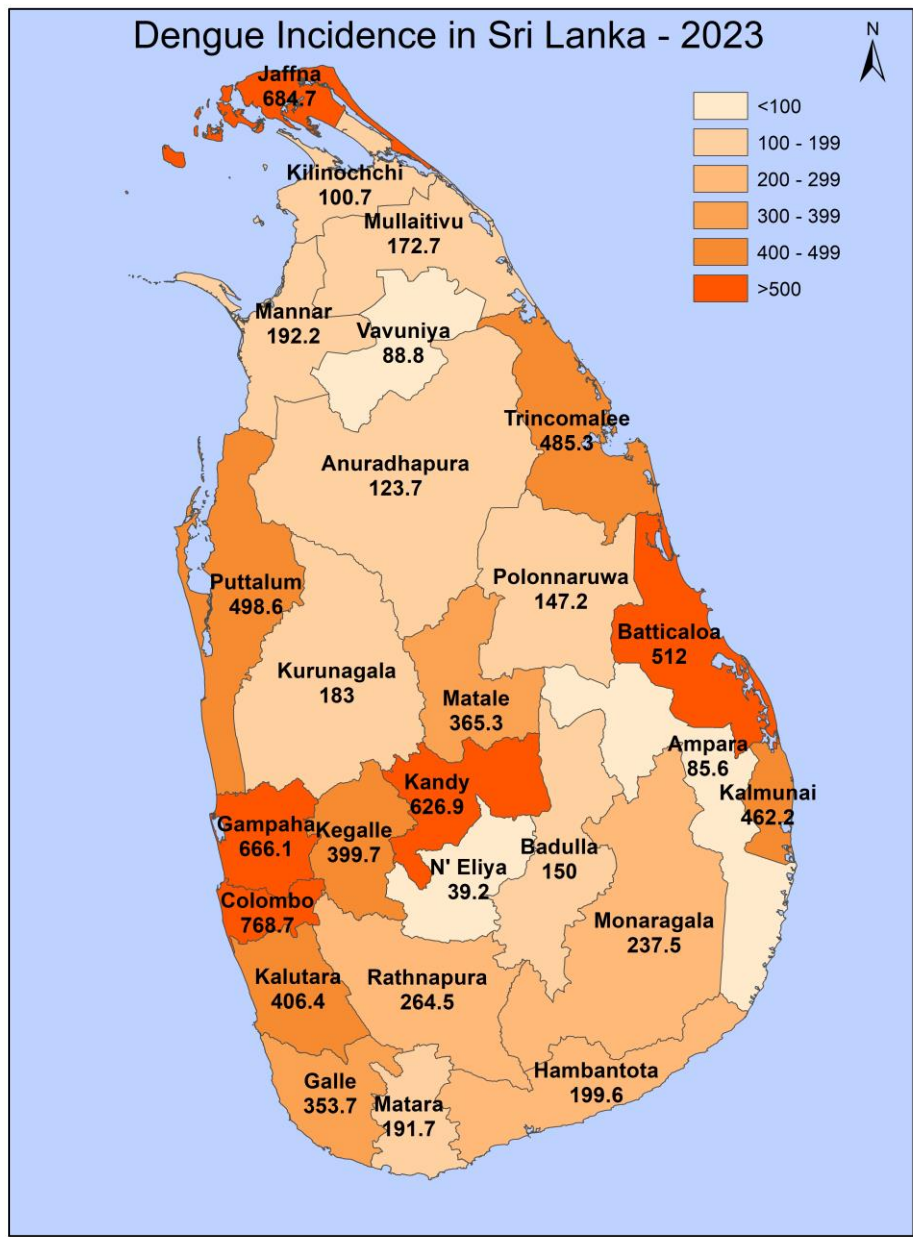 Dengue Incidence in Sri Lanka - 2023
N
<100
100 - 199
200 - 299
300 - 399
400 - 499
>500
Jaffna
684.7
Kilinochchi
100.7
Mullaitivu
172.7
Mannar
192.2
Vavuniya
88.8
Trincomalee
485.3
Anuradhapura
123.7
Puttalum
498.6
Polonnaruwa
147.2
Batticaloa
512
Kurunagala
183
Matale
365.3
Ampara
85.6
Kandy
626.9
Kalmunai
462.2
Gampaha
666.1
Kegalle
399.7
N' Eliya
39.2
Badulla
150
Colombo
768.7
Monaragala
237.5
Kalutara
406.4
Rathnapura
264.5
Hambantota
199.6
Galle
353.7
Matara
191.7